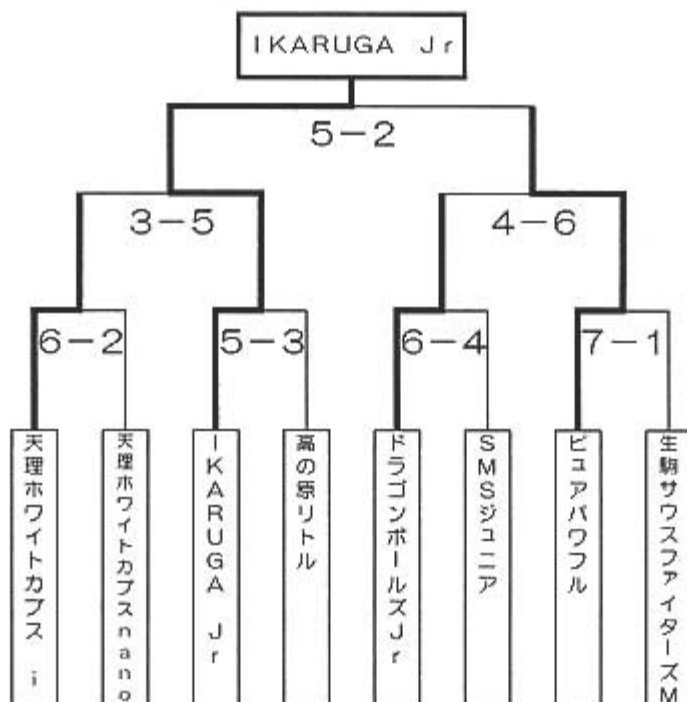 IKARUGA Jr
5-2
3-5
4-6
6-2
5-3
6-4
7-1
天理ホワイトカブス i
天理ホワイトカブスnano
IKARUGA Jr
高の原リトル
ドラゴンボールズJr
SMSジュニア
ピュアパワフル
生駒サウスファイターズM